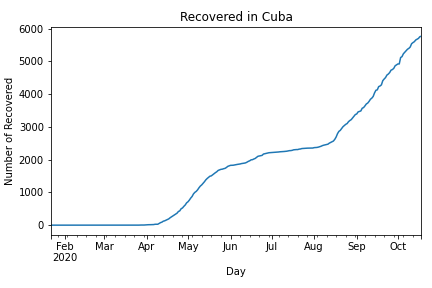 Recovered in Cuba
Number of Recovered
6000
5000
4000
3000
2000
1000
0
Feb Mar Apr May Jun Jul Aug Sep Oct
2020
Day